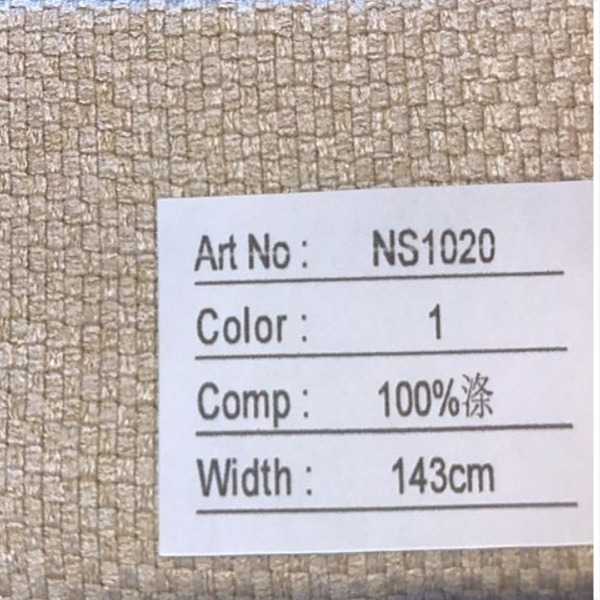 Art No : NS1020
Color : 1
Comp : 100%涤
Width : 143cm